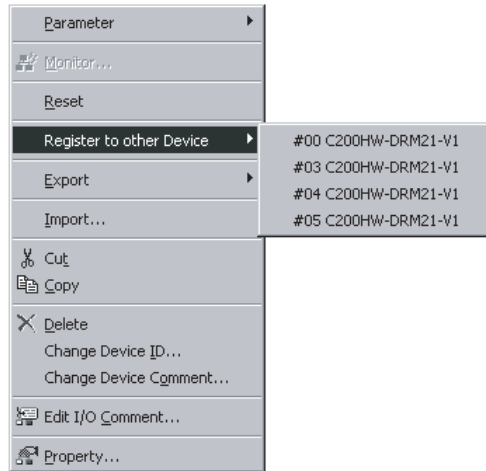 Parameter
Monitor...
Reset
Register to other Device
#00 C200HW-DRM21-V1
#03 C200HW-DRM21-V1
#04 C200HW-DRM21-V1
#05 C200HW-DRM21-V1
Export
Import...
Cut
Copy
Delete
Change Device ID...
Change Device Comment...
Edit I/O Comment...
Property...